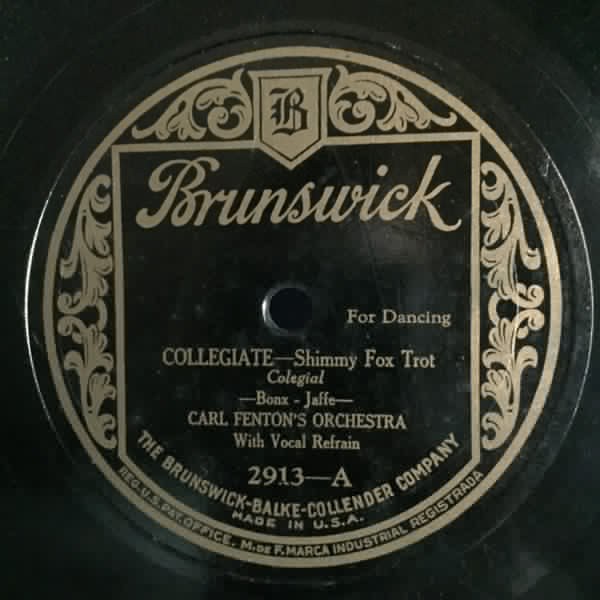 B
Brunswick
For Dancing
COLLEGIATE—Shimmy Fox Trot
Colegial
—Bonx - Jaffe—
CARL FENTON'S ORCHESTRA
With Vocal Refrain
2913—A
THE BRUNSWICK-BALKE-COLLENDER COMPANY
MADE IN U.S.A.
REG. U.S. PAT. OFFICE. M. DE F. MARCA INDUSTRIAL REGISTRADA